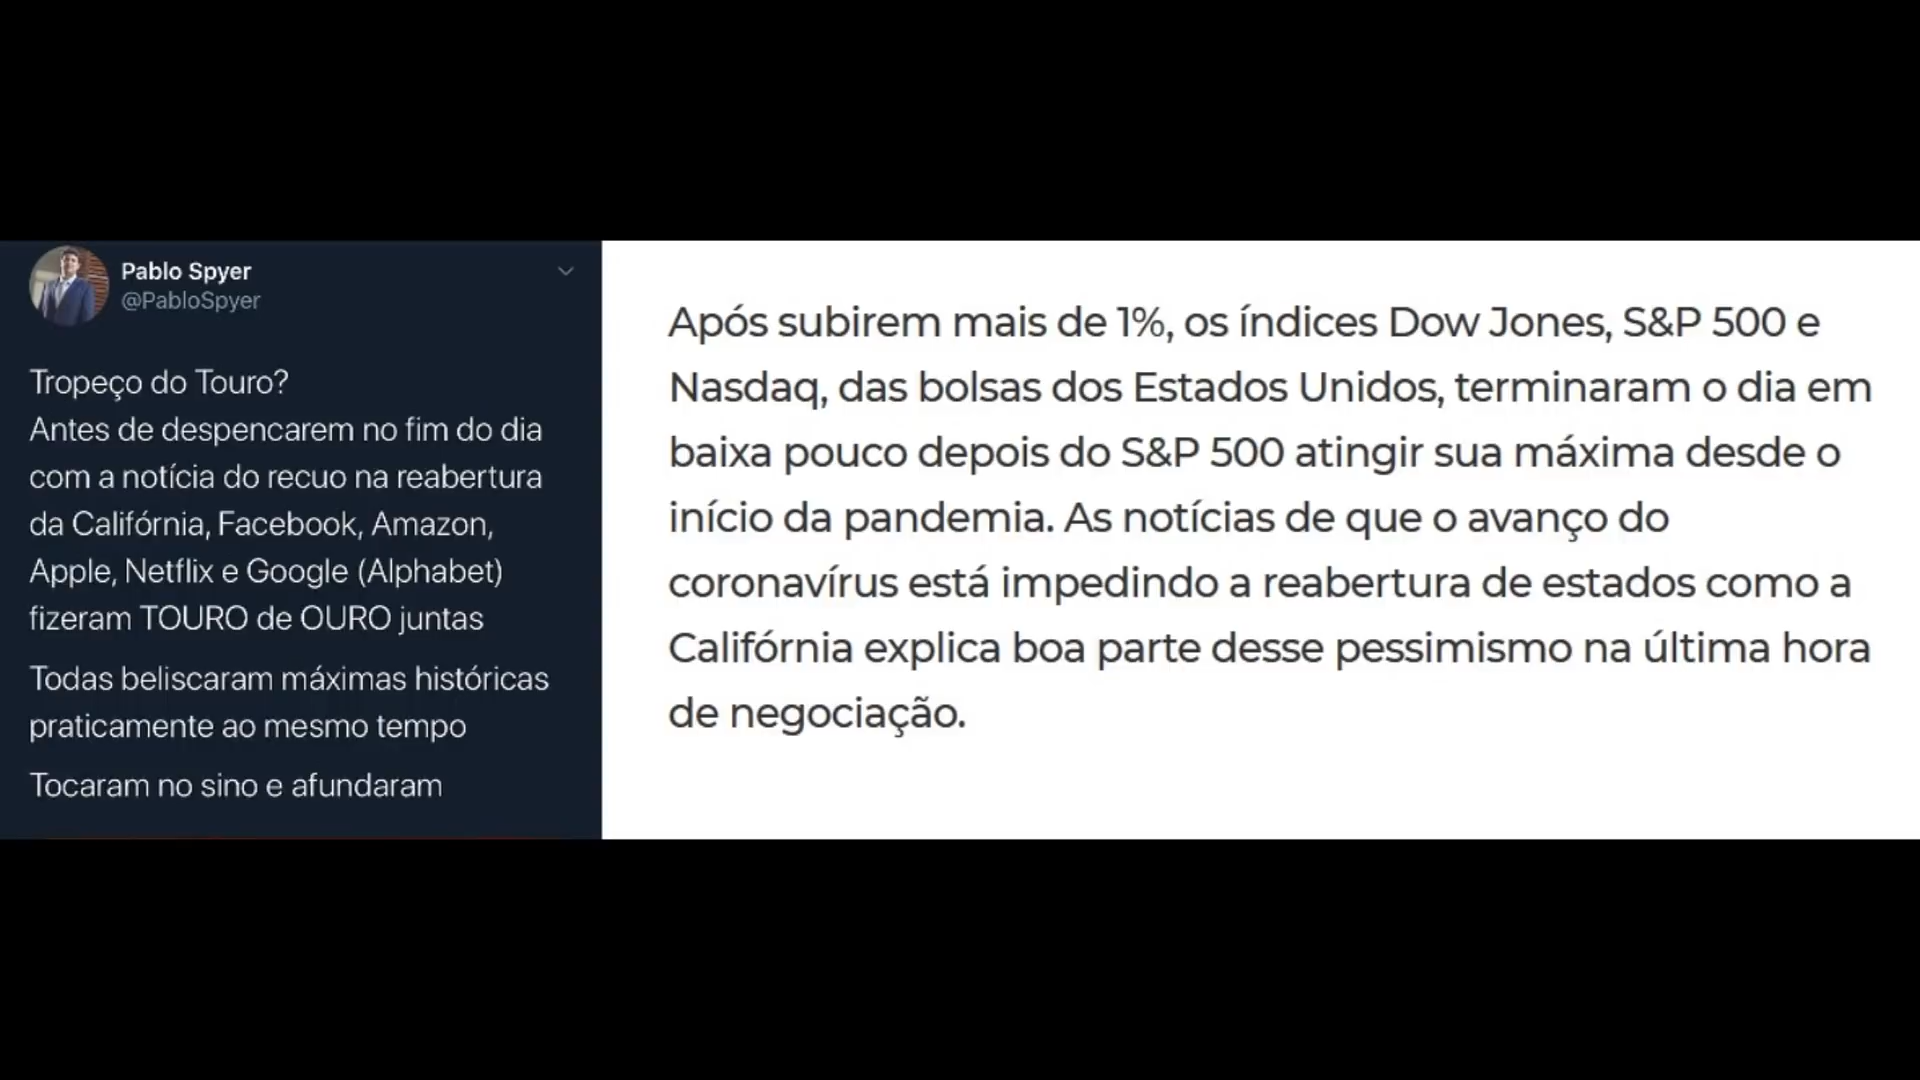 Pablo Spyer
@PabloSpyer
Tropeço do Touro?
Antes de despencarem no fim do dia
com a notícia do recuo na reabertura
da Califórnia, Facebook, Amazon,
Apple, Netflix e Google (Alphabet)
fizeram TOURO de OURO juntas
Todas beliscaram máximas históricas
praticamente ao mesmo tempo
Tocaram no sino e afundaram
Após subirem mais de 1%, os índices Dow Jones, S&P 500 e
Nasdaq, das bolsas dos Estados Unidos, terminaram o dia em
baixa pouco depois do S&P 500 atingir sua máxima desde o
início da pandemia. As notícias de que o avanço do
coronavírus está impedindo a reabertura de estados como a
Califórnia explica boa parte desse pessimismo na última hora
de negociação.